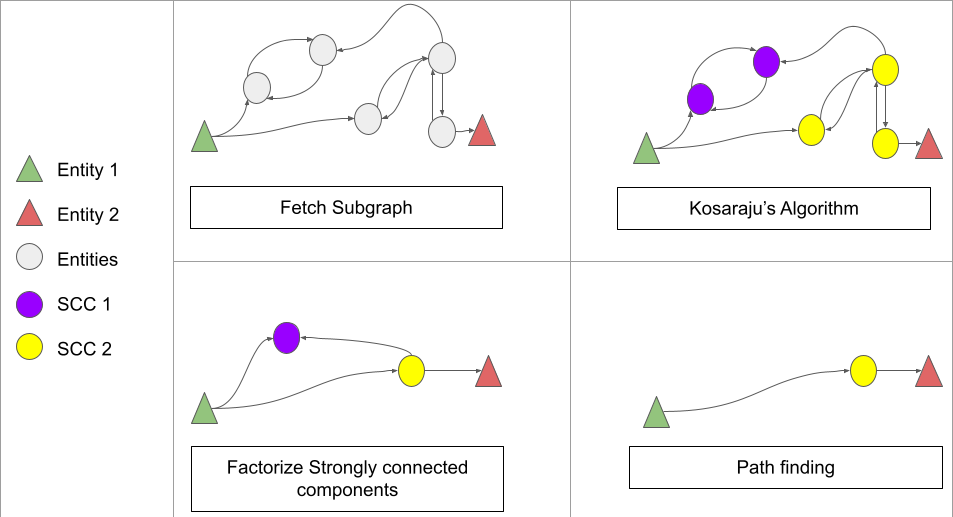 Entity 1
Entity 2
Entities
SCC 1
SCC 2
Fetch Subgraph
Kosaraju’s Algorithm
Factorize Strongly connected
components
Path finding